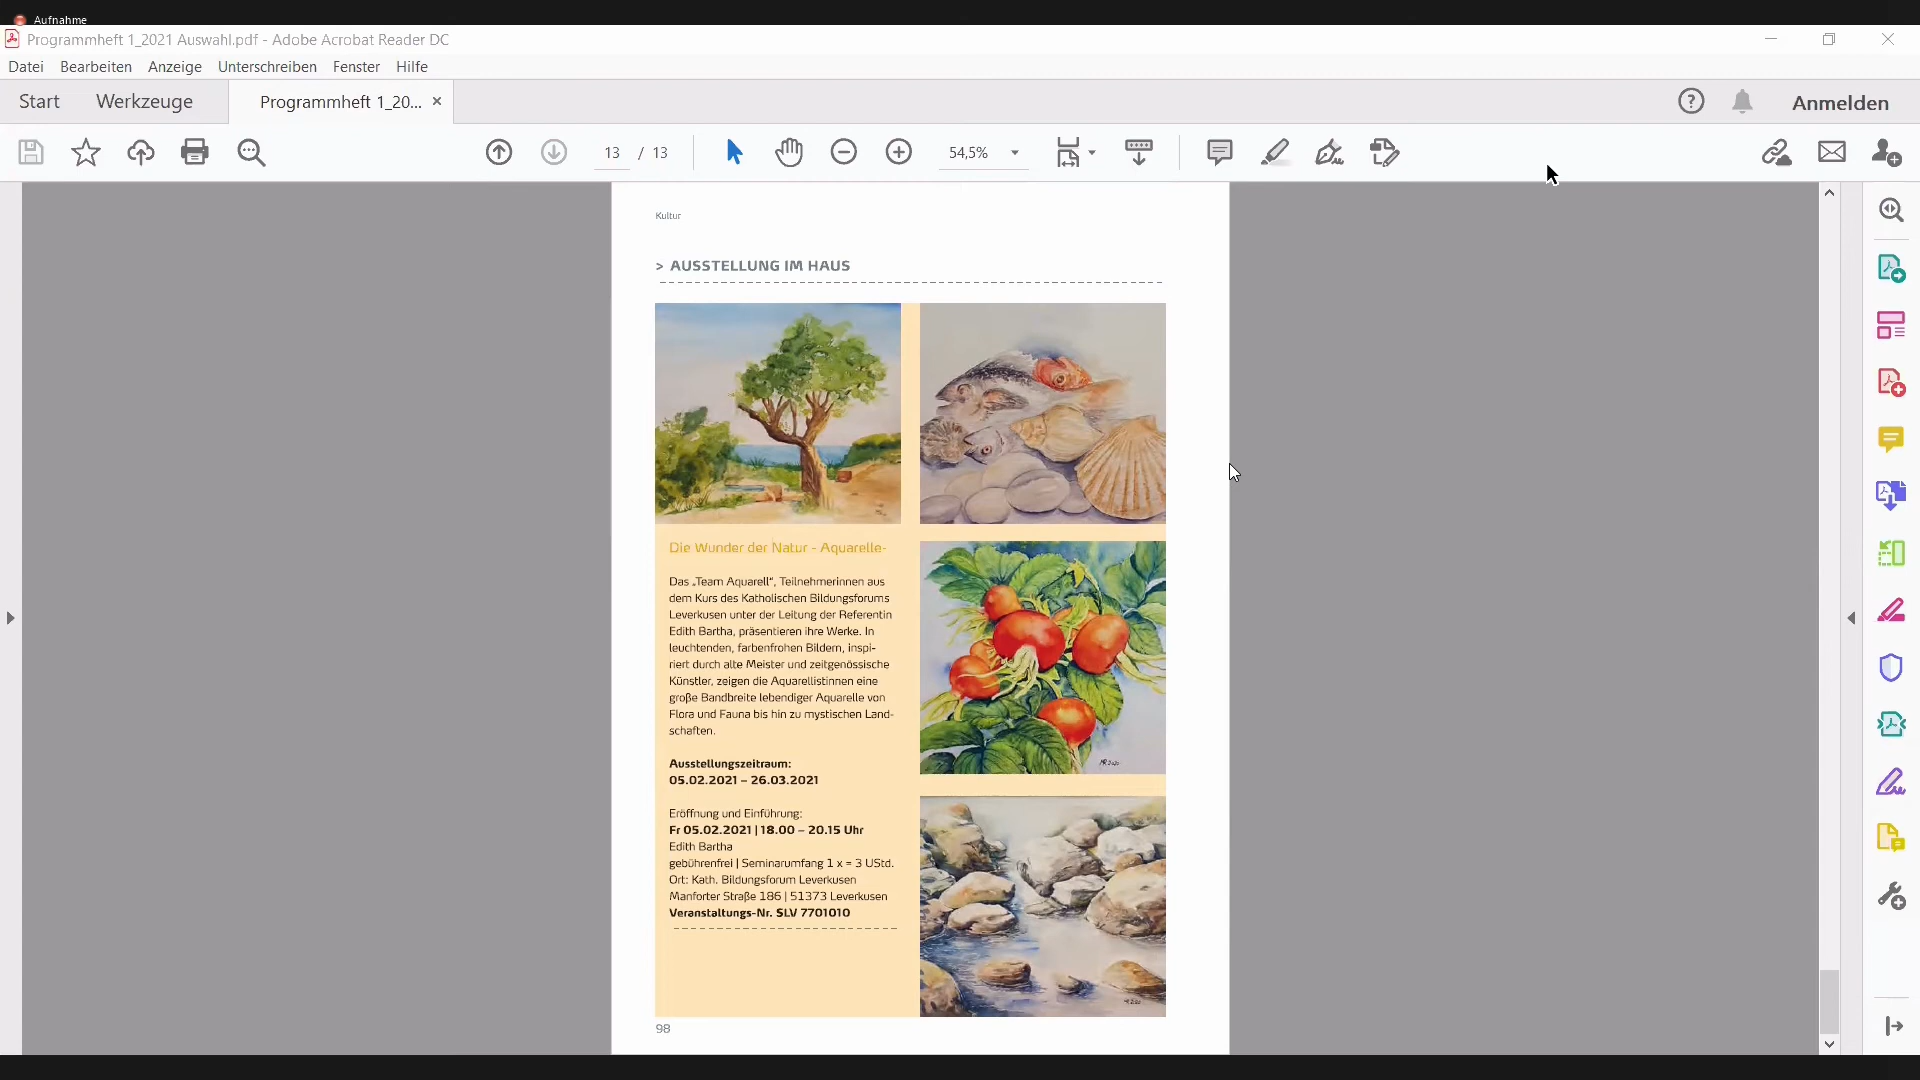 Aufnahme
Programmheft 1_2021 Auswahl.pdf - Adobe Acrobat Reader DC
Datei Bearbeiten Anzeige Unterschreiben Fenster Hilfe
Start Werkzeuge Programmheft 1_20... Anmelden
13 / 13 54,5%
Kultur
> AUSSTELLUNG IM HAUS
Die Wunder der Natur - Aquarelle-
Das „Team Aquarell“, Teilnehmerinnen aus
dem Kurs des Katholischen Bildungsforums
Leverkusen unter der Leitung der Referentin
Edith Bartha, präsentieren ihre Werke. In
leuchtenden, farbenfrohen Bildern, inspi-
riert durch alte Meister und zeitgenössische
Künstler, zeigen die Aquarellistinnen eine
große Bandbreite lebendiger Aquarelle von
Flora und Fauna bis hin zu mystischen Land-
schaften.
Ausstellungszeitraum:
05.02.2021 – 26.03.2021
Eröffnung und Einführung:
Fr 05.02.2021 | 18.00 – 20.15 Uhr
Edith Bartha
gebührenfrei | Seminarumfang 1 x = 3 UStd.
Ort: Kath. Bildungsforum Leverkusen
Manforter Straße 186 | 51373 Leverkusen
Veranstaltungs-Nr. SLV 7701010
98